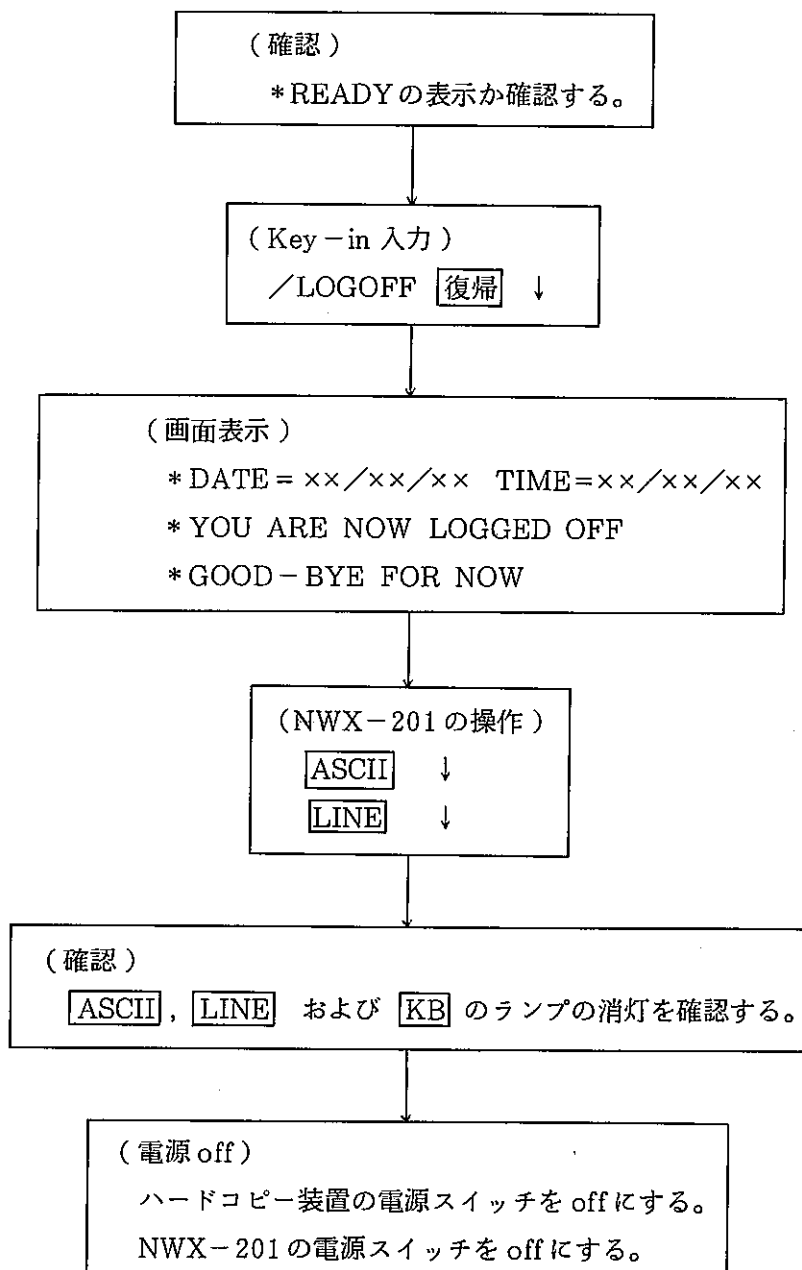 (確認)
*READYの表示か確認する。
(Key-in 入力)
/LOGOFF 復帰 ↓
(画面表示)
*DATE=××/××/×× TIME=××/××/××
*YOU ARE NOW LOGGED OFF
*GOOD-BYE FOR NOW
(NWX-201の操作)
ASCII ↓
LINE ↓
(確認)
ASCII, LINE および KB のランプの消灯を確認する。
(電源off)
ハードコピー装置の電源スイッチをoffにする。
NWX-201の電源スイッチをoffにする。